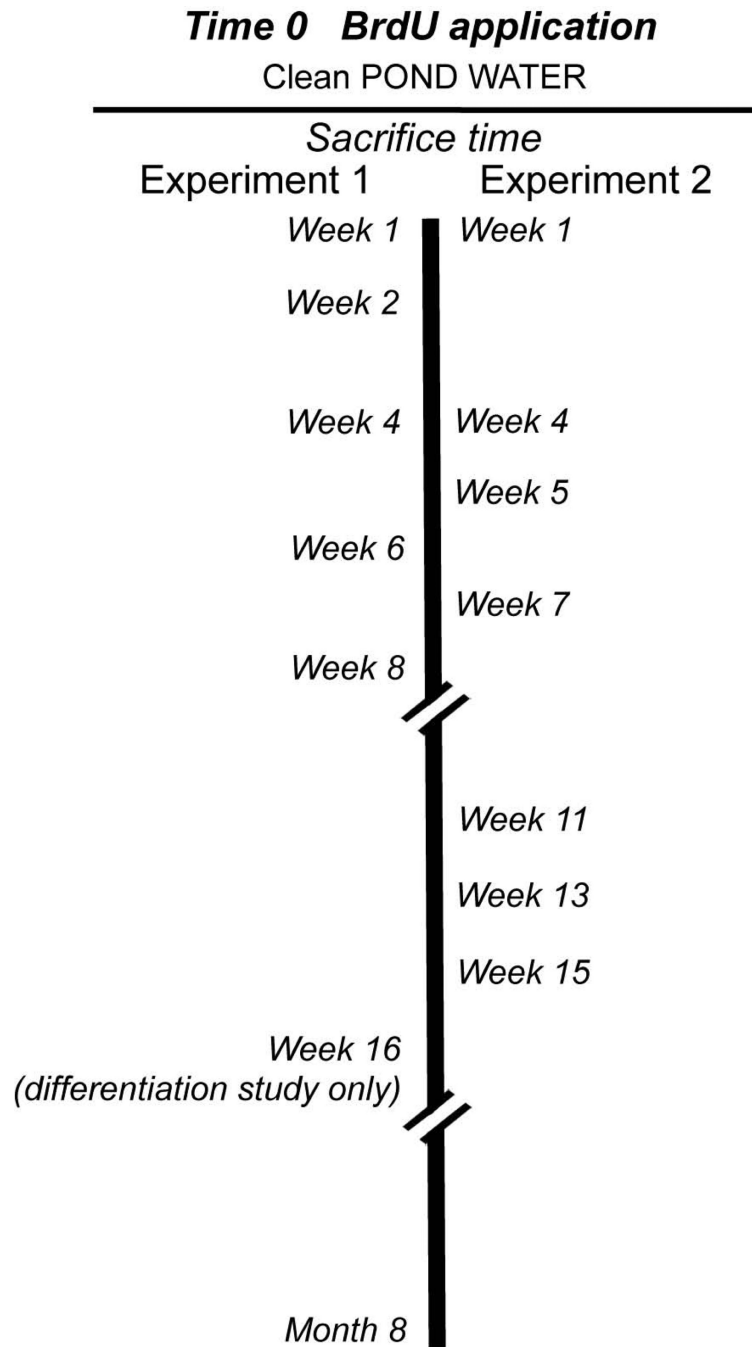 Time 0 BrdU application
Clean POND WATER
Sacrifice time
Experiment 1 Experiment 2
Week 1 Week 1
Week 2
Week 4 Week 4
Week 5
Week 6
Week 7
Week 8
Week 11
Week 13
Week 15
Week 16
(differentiation study only)
Month 8